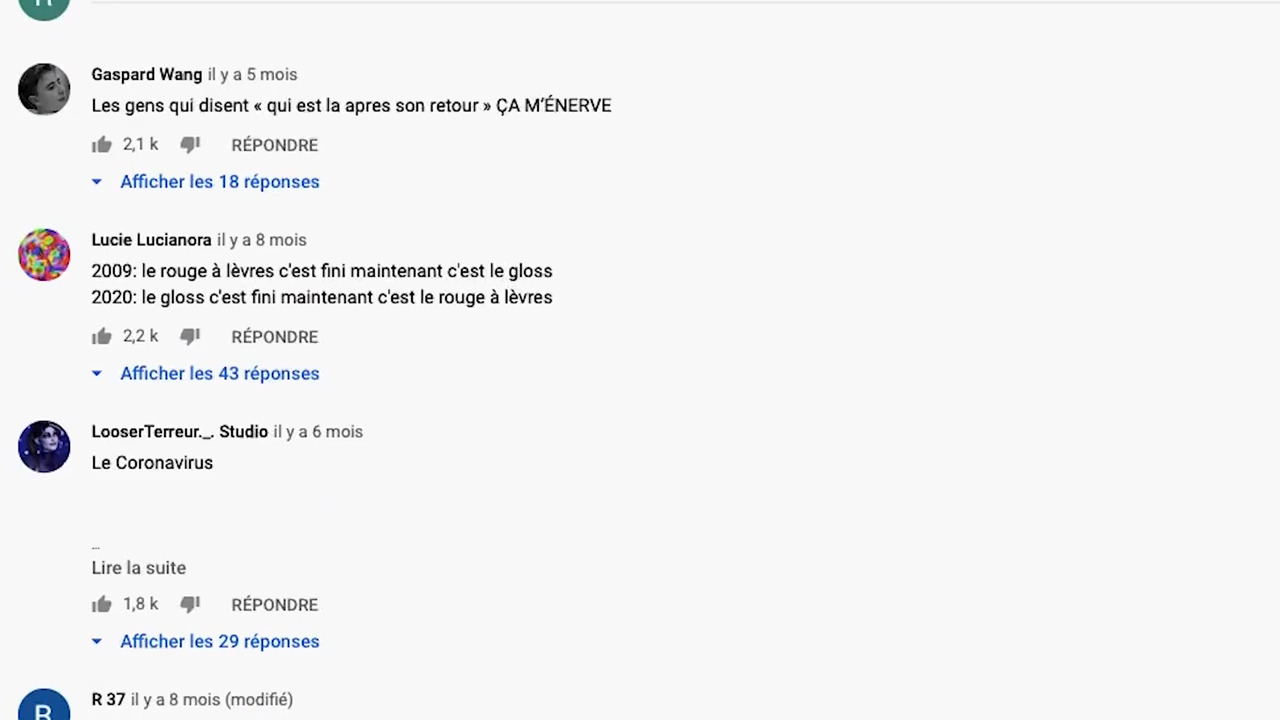 Gaspard Wang il y a 5 mois
Les gens qui disent « qui est la apres son retour » ÇA M'ÉNERVE
2,1 k RÉPONDRE
Afficher les 18 réponses
Lucie Lucianora il y a 8 mois
2009: le rouge à lèvres c'est fini maintenant c'est le gloss
2020: le gloss c'est fini maintenant c'est le rouge à lèvres
2,2 k RÉPONDRE
Afficher les 43 réponses
LooserTerreur._. Studio il y a 6 mois
Le Coronavirus
...
Lire la suite
1,8 k RÉPONDRE
Afficher les 29 réponses
R 37 il y a 8 mois (modifié)